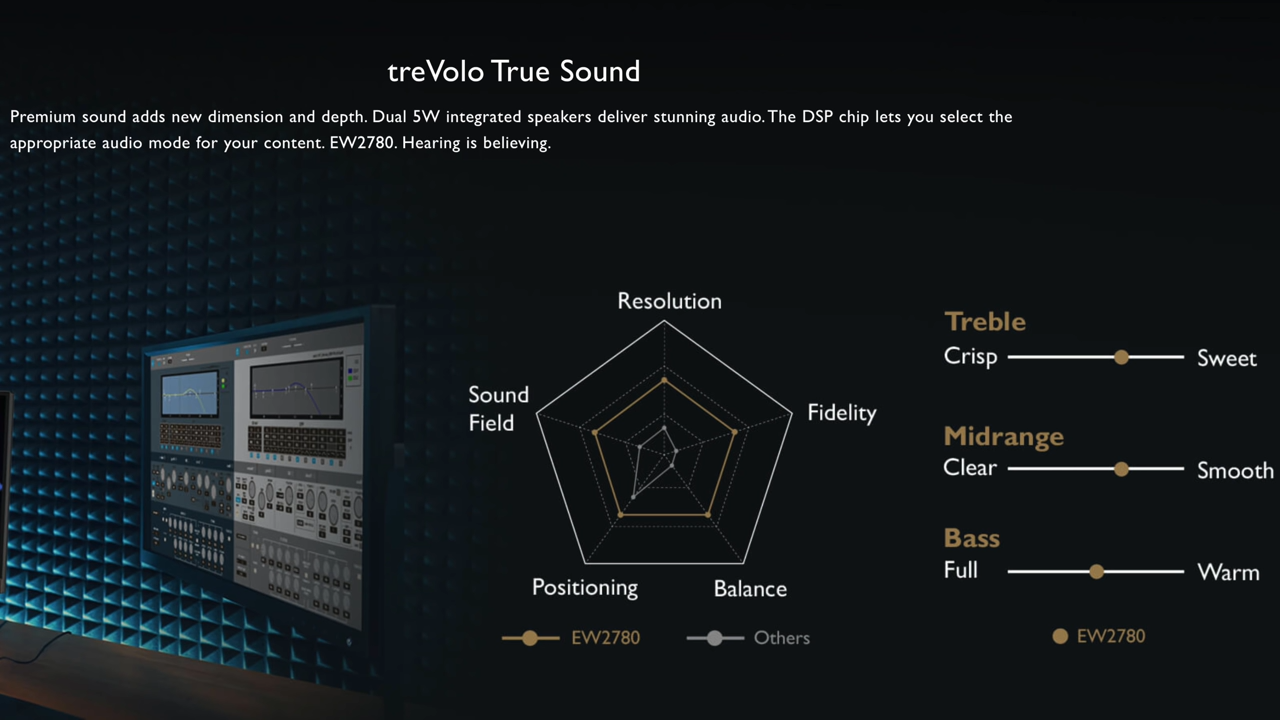 treVolo True Sound
Premium sound adds new dimension and depth. Dual 5W integrated speakers deliver stunning audio. The DSP chip lets you select the
appropriate audio mode for your content. EW2780. Hearing is believing.
Resolution
Sound
Field
Fidelity
Positioning
Balance
EW2780
Others
Treble
Crisp
Sweet
Midrange
Clear
Smooth
Bass
Full
Warm
EW2780